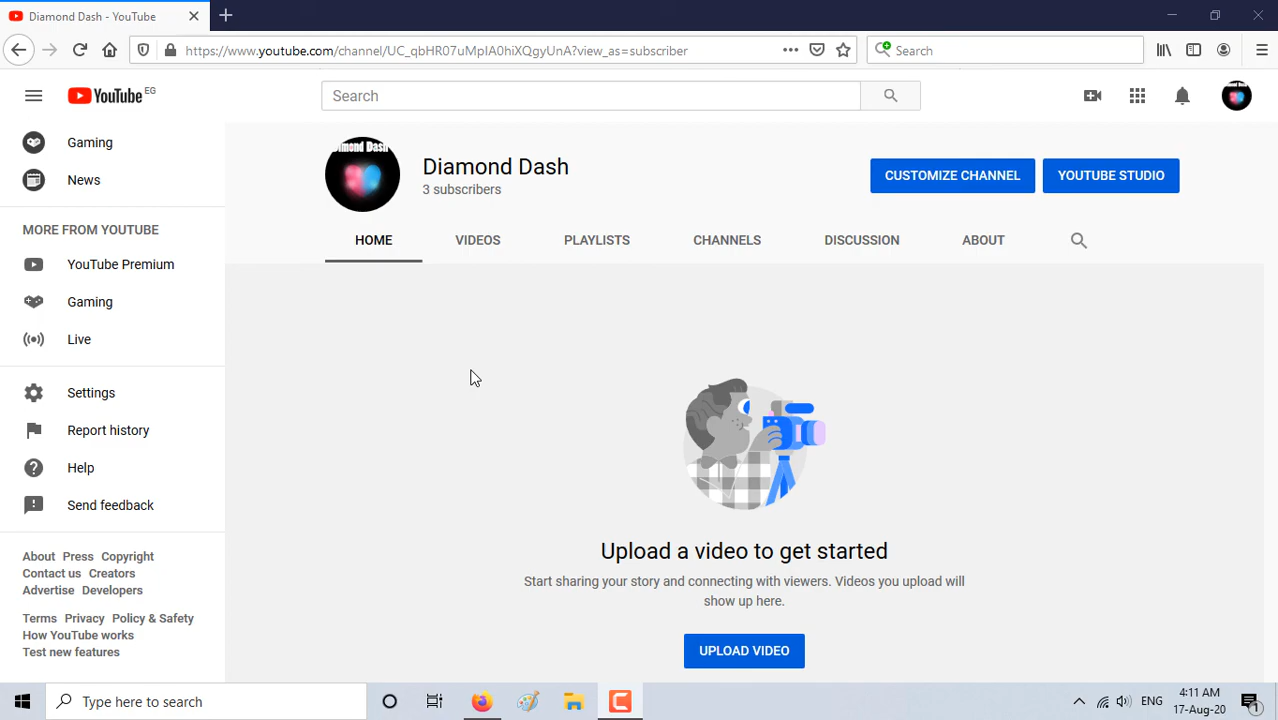 Diamond Dash - YouTube
https://www.youtube.com/channel/UC_qbHR07uMpIA0hiXQgyUnA?view_as=subscriber
Search
YouTube EG
Search
Gaming
News
MORE FROM YOUTUBE
YouTube Premium
Gaming
Live
Settings
Report history
Help
Send feedback
About Press Copyright
Contact us Creators
Advertise Developers
Terms Privacy Policy & Safety
How YouTube works
Test new features
Diamond Dash
Diamond Dash
3 subscribers
CUSTOMIZE CHANNEL
YOUTUBE STUDIO
HOME
VIDEOS
PLAYLISTS
CHANNELS
DISCUSSION
ABOUT
Upload a video to get started
Start sharing your story and connecting with viewers. Videos you upload will
show up here.
UPLOAD VIDEO
Type here to search
ENG
4:11 AM
17-Aug-20
1